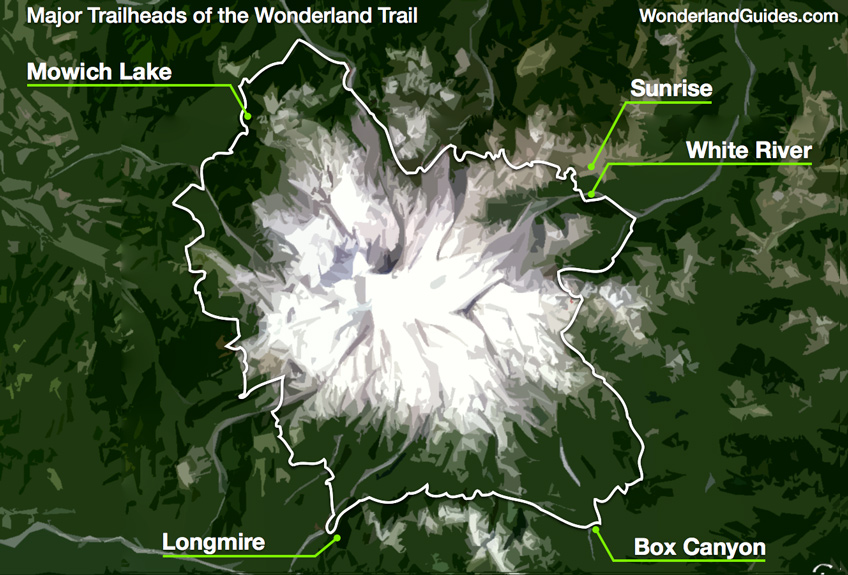 Major Trailheads of the Wonderland Trail
WonderlandGuides.com
Mowich Lake
Sunrise
White River
Longmire
Box Canyon